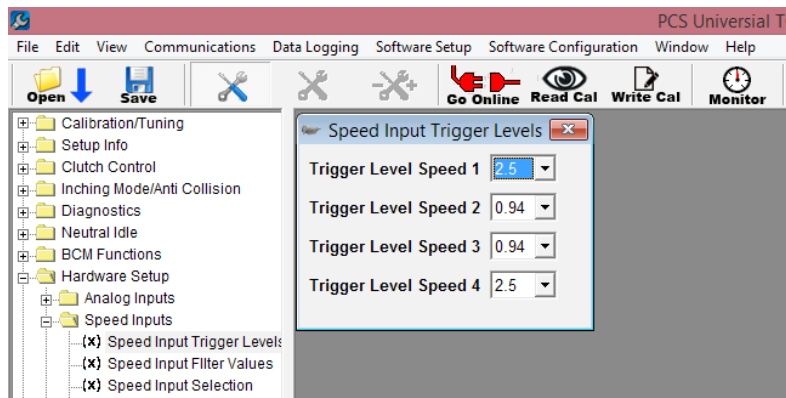 PCS Universial T
File Edit View Communications Data Logging Software Setup Software Configuration Window Help
Open Save Go Online Read Cal Write Cal Monitor
Calibration/Tuning
Setup Info
Clutch Control
Inching Mode/Anti Collision
Diagnostics
Neutral Idle
BCM Functions
Hardware Setup
Analog Inputs
Speed Inputs
(x) Speed Input Trigger Levels
(x) Speed Input FIlter Values
(x) Speed Input Selection
Speed Input Trigger Levels
Trigger Level Speed 1 2.5
Trigger Level Speed 2 0.94
Trigger Level Speed 3 0.94
Trigger Level Speed 4 2.5